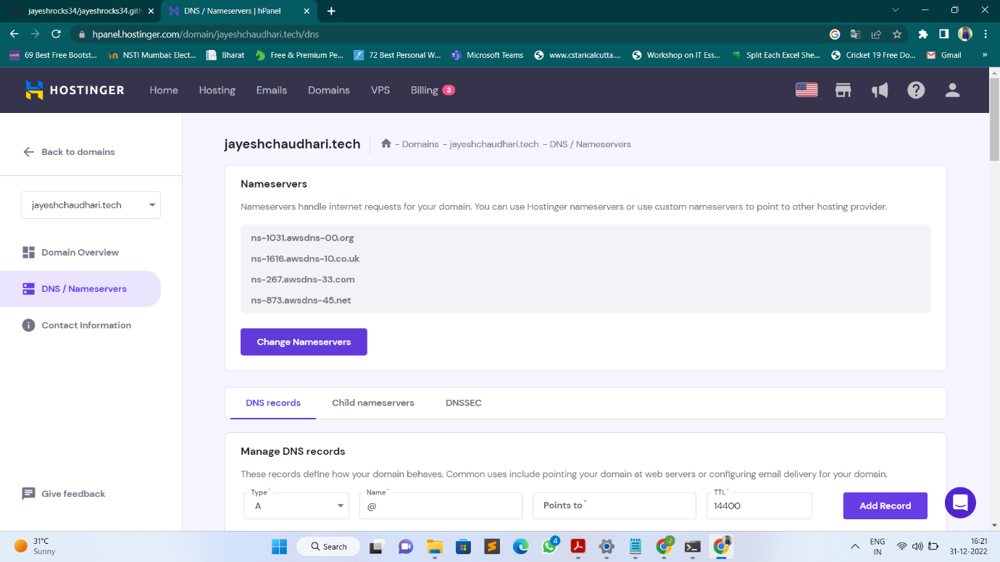 jayeshrocks34/jayeshrocks34.gith
DNS / Nameservers | hPanel
hpanel.hostinger.com/domain/jayeshchaudhari.tech/dns
69 Best Free Bootst...
NSTI Mumbai: Elect...
Bharat
Free & Premium Pe...
72 Best Personal W...
Microsoft Teams
www.cstaricalcutta....
Workshop on IT Ess...
Split Each Excel She...
Cricket 19 Free Do...
Gmail
»
HOSTINGER
Home
Hosting
Emails
Domains
VPS
Billing 3
Back to domains
jayeshchaudhari.tech
Domain Overview
DNS / Nameservers
Contact Information
Give feedback
jayeshchaudhari.tech
- Domains - jayeshchaudhari.tech - DNS / Nameservers
Nameservers
Nameservers handle internet requests for your domain. You can use Hostinger nameservers or use custom nameservers to point to other hosting provider.
ns-1031.awsdns-00.org
ns-1616.awsdns-10.co.uk
ns-267.awsdns-33.com
ns-873.awsdns-45.net
Change Nameservers
DNS records
Child nameservers
DNSSEC
Manage DNS records
These records define how your domain behaves. Common uses include pointing your domain at web servers or configuring email delivery for your domain.
Type*
A
Name*
@
Points to*
TTL*
14400
Add Record
31°C
Sunny
Search
4
J
ENG
IN
16:21
31-12-2022